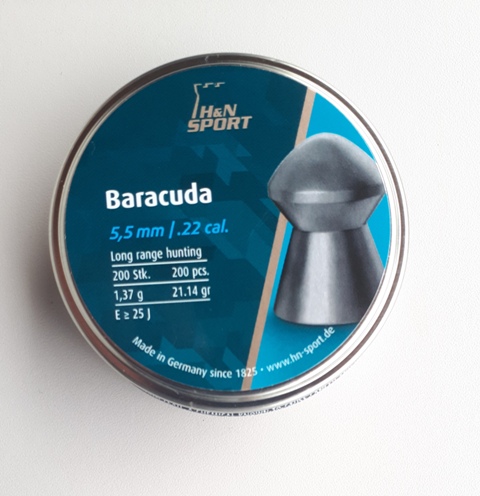 H&N
SPORT
Baracuda
5,5 mm / .22 cal.
Long range hunting
200 Stk. 200 pcs.
1,37 g 21.14 gr
E ≥ 25 J
Made in Germany since 1825 • www.hn-sport.de